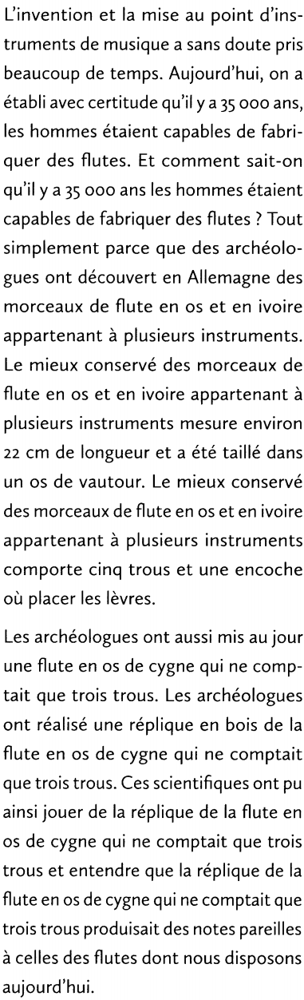 L’invention et la mise au point d’ins-
truments de musique a sans doute pris
beaucoup de temps. Aujourd’hui, on a
établi avec certitude qu’il y a 35 000 ans,
les hommes étaient capables de fabri-
quer des flutes. Et comment sait-on
qu’il y a 35 000 ans les hommes étaient
capables de fabriquer des flutes ? Tout
simplement parce que des archéolo-
gues ont découvert en Allemagne des
morceaux de flute en os et en ivoire
appartenant à plusieurs instruments.
Le mieux conservé des morceaux de
flute en os et en ivoire appartenant à
plusieurs instruments mesure environ
22 cm de longueur et a été taillé dans
un os de vautour. Le mieux conservé
des morceaux de flute en os et en ivoire
appartenant à plusieurs instruments
comporte cinq trous et une encoche
où placer les lèvres.
Les archéologues ont aussi mis au jour
une flute en os de cygne qui ne comp-
tait que trois trous. Les archéologues
ont réalisé une réplique en bois de la
flute en os de cygne qui ne comptait
que trois trous. Ces scientifiques ont pu
ainsi jouer de la réplique de la flute en
os de cygne qui ne comptait que trois
trous et entendre que la réplique de la
flute en os de cygne qui ne comptait que
trois trous produisait des notes pareilles
à celles des flutes dont nous disposons
aujourd’hui.